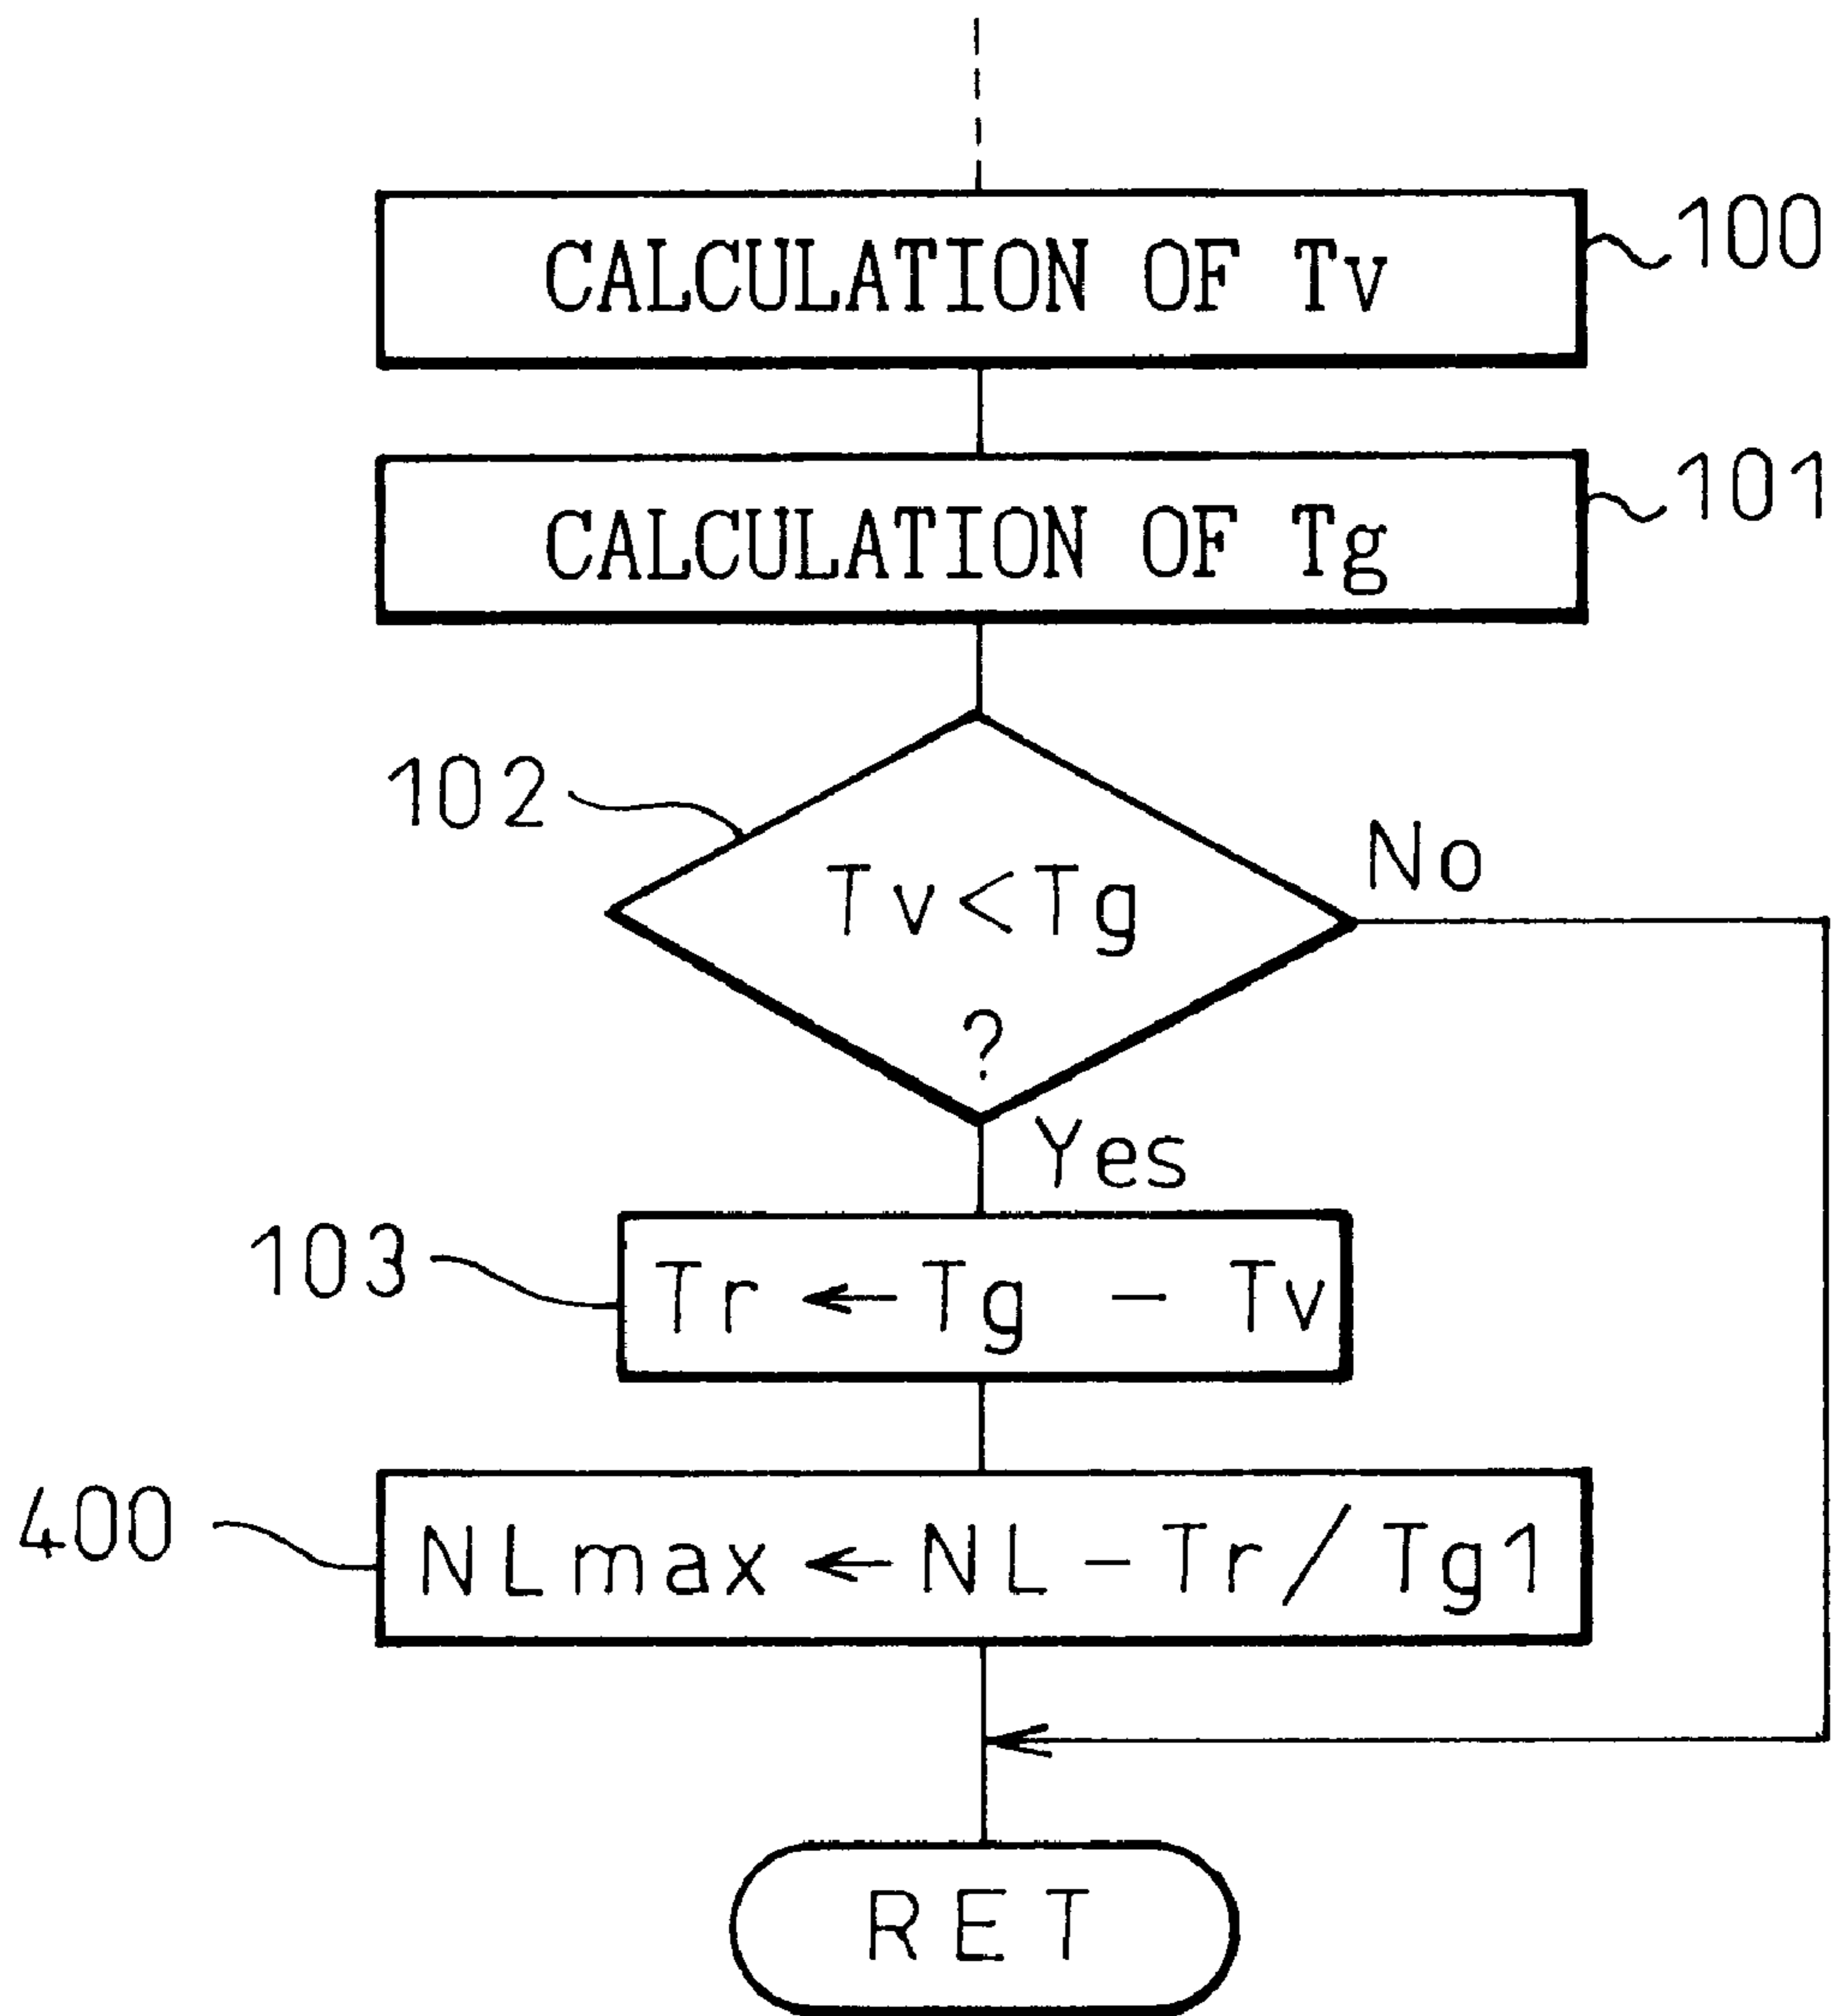 CALCULATION OF Tv
100
CALCULATION OF Tg
101
102
Tv<Tg
?
No
Yes
103
Tr ← Tg - Tv
400
NLmax ← NL-Tr/Tg1
RET